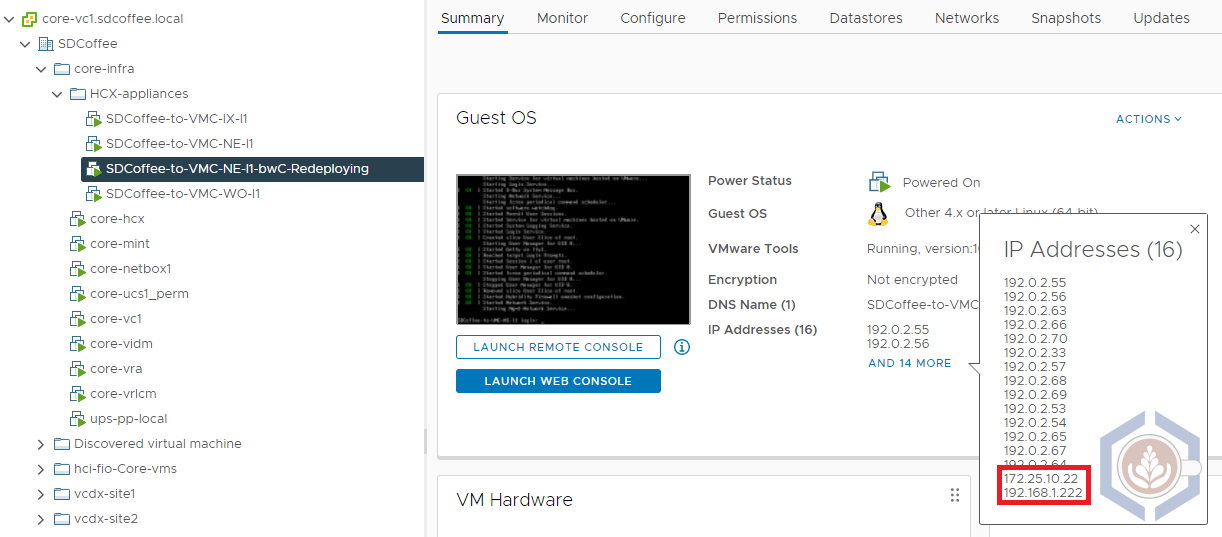 core-vc1.sdcoffee.local
SDCoffee
core-infra
HCX-appliances
SDCoffee-to-VMC-IX-I1
SDCoffee-to-VMC-NE-I1
SDCoffee-to-VMC-NE-I1-bwC-Redeploying
SDCoffee-to-VMC-WO-I1
core-hcx
core-mint
core-netbox1
core-ucs1_perm
core-vc1
core-vidm
core-vra
core-vrlcm
ups-pp-local
Discovered virtual machine
hci-fio-Core-vms
vcdx-site1
vcdx-site2
Summary Monitor Configure Permissions Datastores Networks Snapshots Updates
Guest OS
ACTIONS
LAUNCH REMOTE CONSOLE
LAUNCH WEB CONSOLE
Power Status Powered On
Guest OS Other 4.x or later Linux (64-bit)
VMware Tools Running, version:1
Encryption Not encrypted
DNS Name (1) SDCoffee-to-VMC
IP Addresses (16) 192.0.2.55
192.0.2.56
AND 14 MORE
IP Addresses (16)
192.0.2.55
192.0.2.56
192.0.2.63
192.0.2.66
192.0.2.70
192.0.2.33
192.0.2.57
192.0.2.68
192.0.2.69
192.0.2.53
192.0.2.54
192.0.2.65
192.0.2.67
192.0.2.64
172.25.10.22
192.168.1.222
VM Hardware